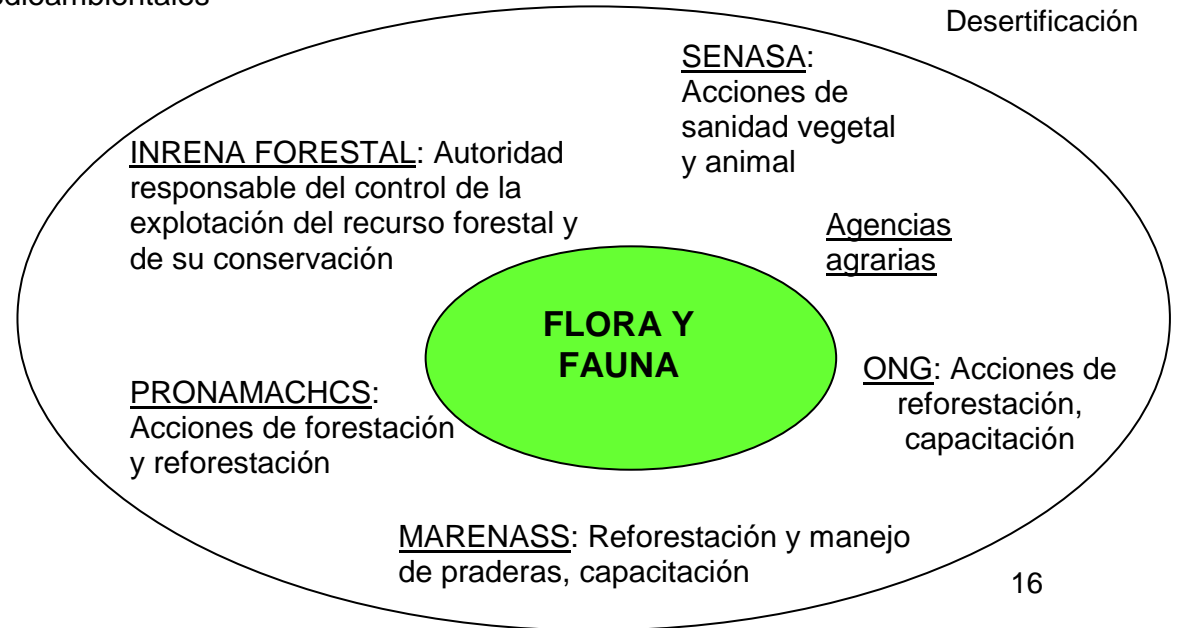 Desertificación
SENASA:
Acciones de
sanidad vegetal
y animal
INRENA FORESTAL: Autoridad
responsable del control de la
explotación del recurso forestal y
de su conservación
Agencias
agrarias
FLORA Y
FAUNA
ONG: Acciones de
reforestación,
capacitación
PRONAMACHCS:
Acciones de forestación
y reforestación
MARENASS: Reforestación y manejo
de praderas, capacitación
16